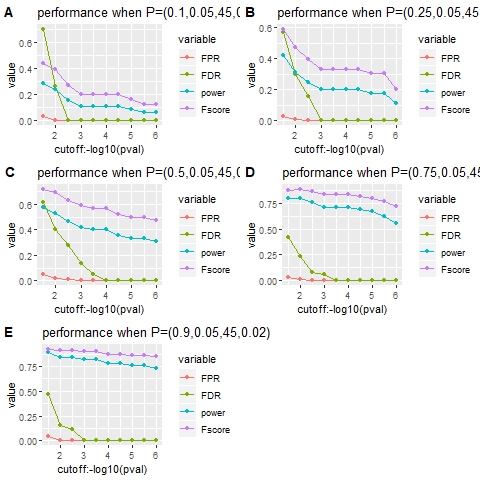 A performance when P=(0.1,0.05,45,0
variable
FPR
FDR
power
Fscore
value
0.6
0.4
0.2
0.0
2 3 4 5 6
cutoff:-log10(pval)
B performance when P=(0.25,0.05,45
variable
FPR
FDR
power
Fscore
value
0.6
0.4
0.2
0.0
2 3 4 5 6
cutoff:-log10(pval)
C performance when P=(0.5,0.05,45,0
variable
FPR
FDR
power
Fscore
value
0.6
0.4
0.2
0.0
2 3 4 5 6
cutoff:-log10(pval)
D performance when P=(0.75,0.05,45
variable
FPR
FDR
power
Fscore
value
0.75
0.50
0.25
0.00
2 3 4 5 6
cutoff:-log10(pval)
E performance when P=(0.9,0.05,45,0.02)
variable
FPR
FDR
power
Fscore
value
0.75
0.50
0.25
0.00
2 3 4 5 6
cutoff:-log10(pval)